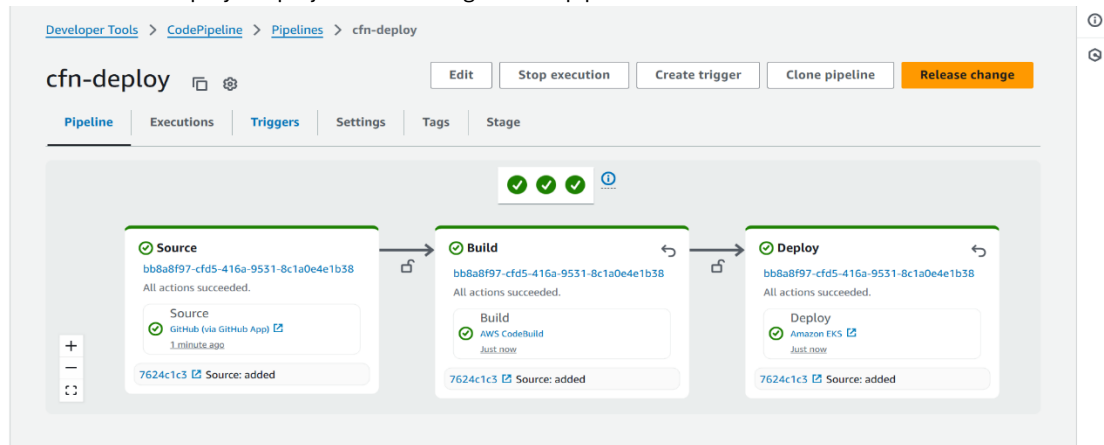 Developer Tools > CodePipeline > Pipelines > cfn-deploy
cfn-deploy
Edit
Stop execution
Create trigger
Clone pipeline
Release change
Pipeline
Executions
Triggers
Settings
Tags
Stage
Source
bb8a8f97-cfd5-416a-9531-8c1a0e4e1b38
All actions succeeded.
Source
GitHub (via GitHub App)
1 minute ago
7624c1c3 Source: added
Build
bb8a8f97-cfd5-416a-9531-8c1a0e4e1b38
All actions succeeded.
Build
AWS CodeBuild
Just now
7624c1c3 Source: added
Deploy
bb8a8f97-cfd5-416a-9531-8c1a0e4e1b38
All actions succeeded.
Deploy
Amazon EKS
Just now
7624c1c3 Source: added